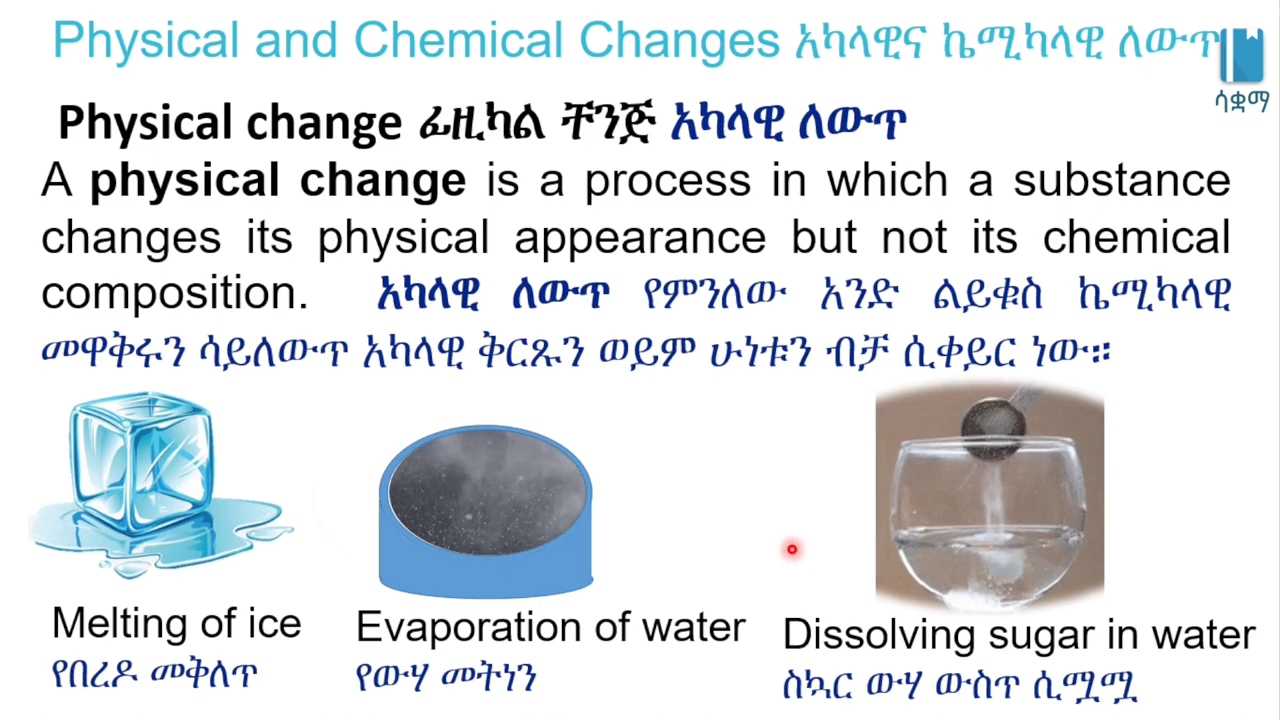 Physical and Chemical Changes አካላዊና ኬሚካላዊ ለውጥ
ሳቋማ
Physical change ፊዚካል ቸንጅ አካላዊ ለውጥ
A physical change is a process in which a substance
changes its physical appearance but not its chemical
composition. አካላዊ ለውጥ የምንለው አንድ ልይቁስ ኬሚካላዊ
መዋቅሩን ሳይለውጥ አካላዊ ቅርጹን ወይም ሁነቱን ብቻ ሲቀይር ነው።
Melting of ice
የበረዶ መቅለጥ
Evaporation of water
የውሃ መትነን
Dissolving sugar in water
ስኳር ውሃ ውስጥ ሲሟሟ